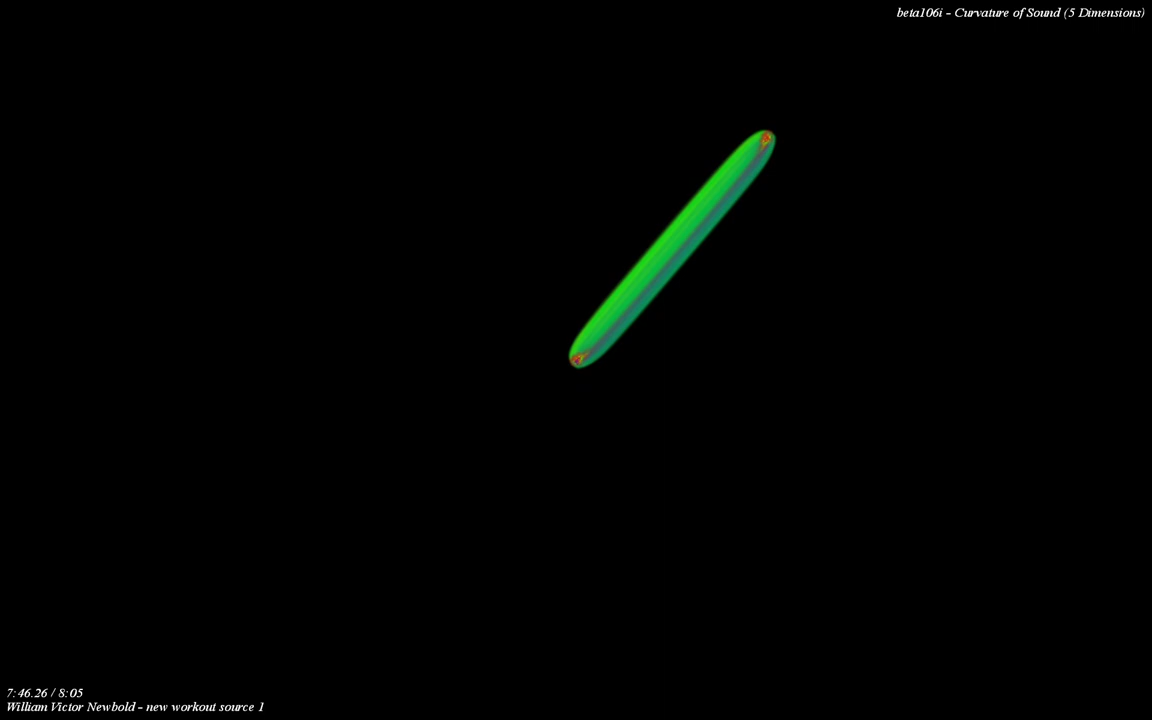 beta106i - Curvature of Sound (5 Dimensions)
7:46.26 / 8:05
William Victor Newbold - new workout source 1